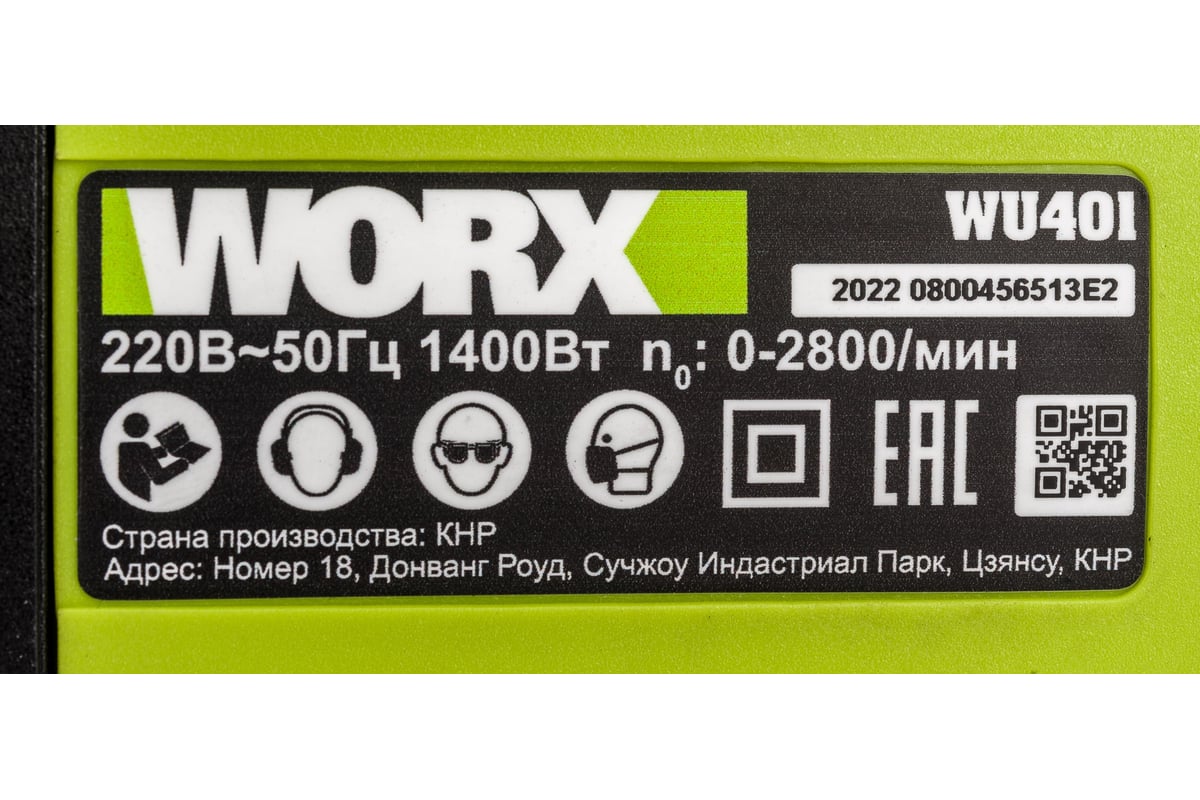 WORX
WU401
2022 0800456513E2
220В~50Гц 1400Вт n₀: 0-2800/мин
EAC
Страна производства: КНР
Адрес: Номер 18, Донванг Роуд, Сучжоу Индастриал Парк, Цзянсу, КНР